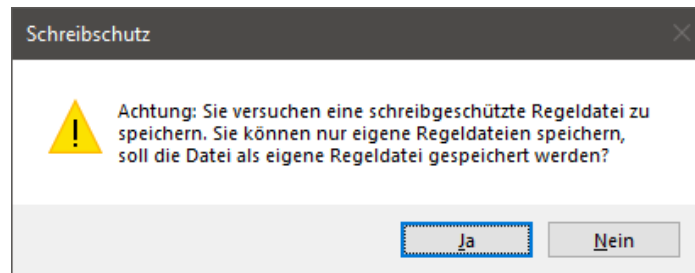 Schreibschutz
Achtung: Sie versuchen eine schreibgeschützte Regeldatei zu
speichern. Sie können nur eigene Regeldateien speichern,
soll die Datei als eigene Regeldatei gespeichert werden?
Ja
Nein